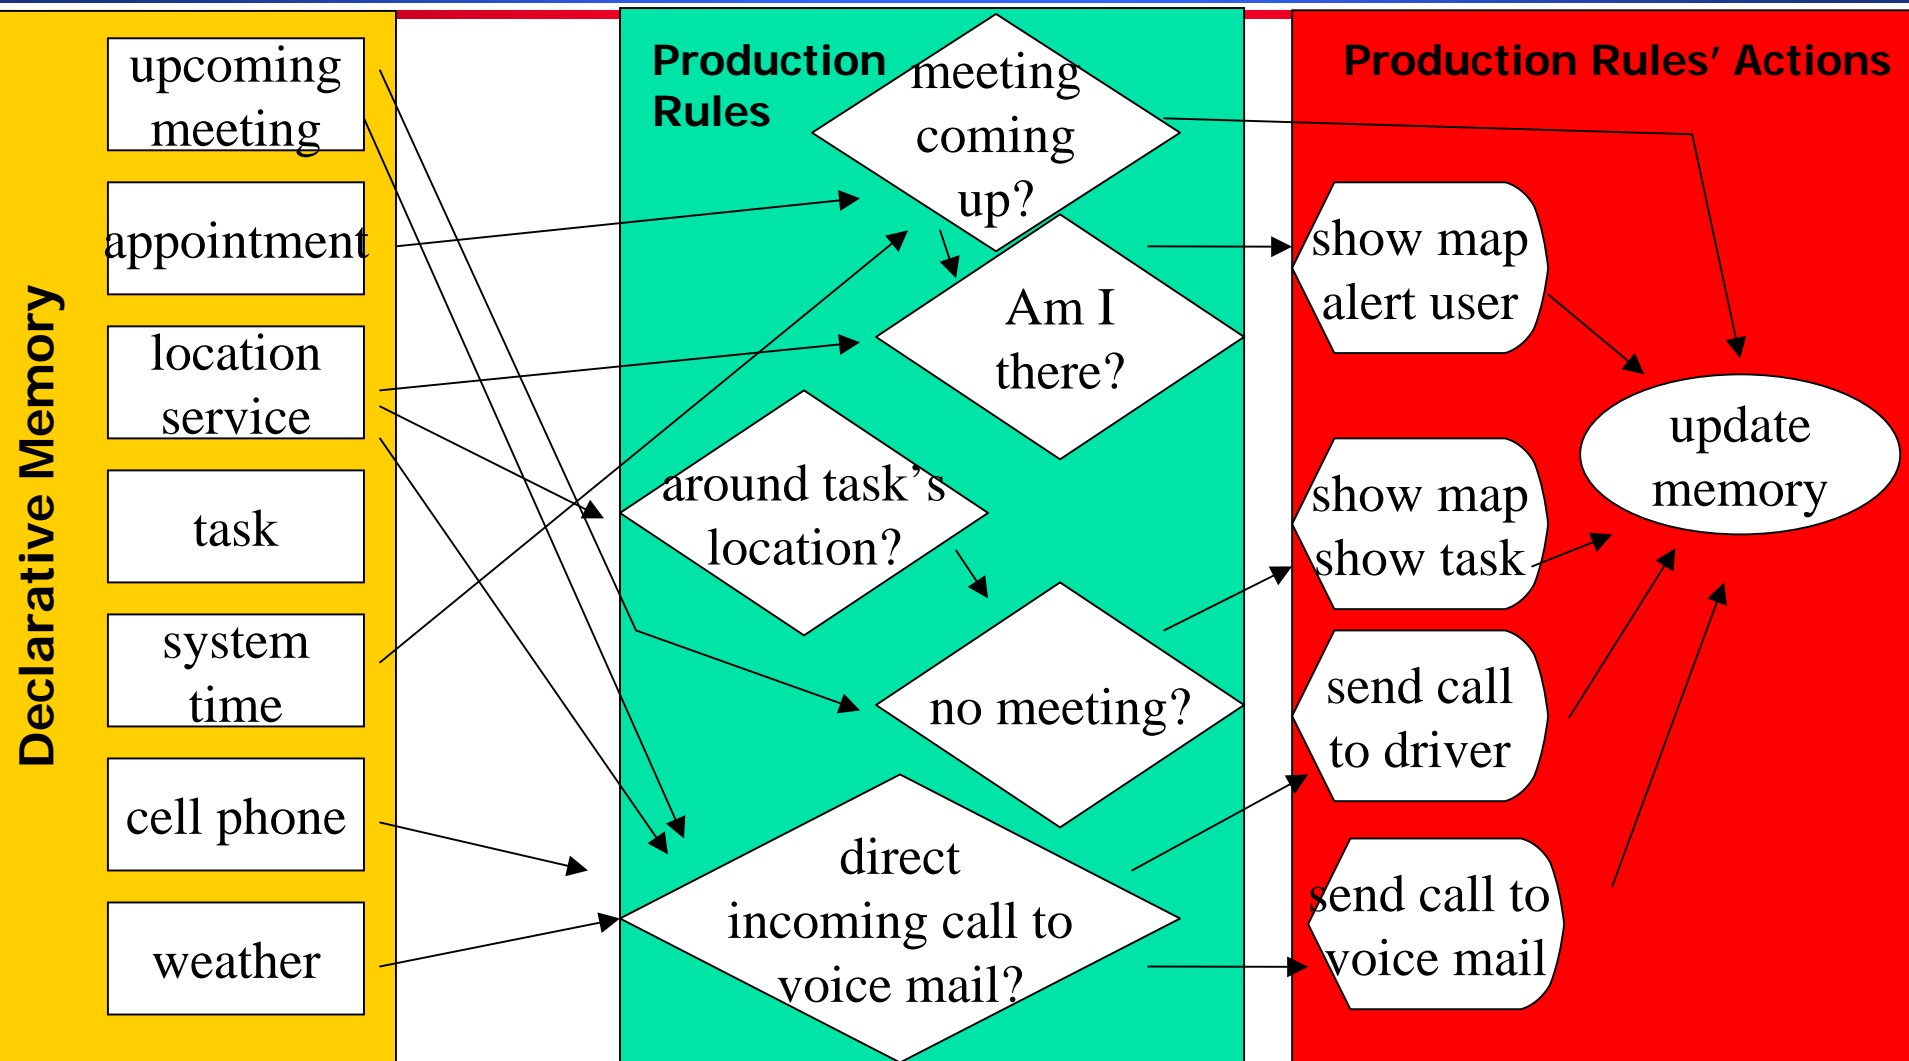 Declarative Memory
upcoming
meeting
appointment
location
service
task
system
time
cell phone
weather
Production
Rules
meeting
coming
up?
Am I
there?
around task's
location?
no meeting?
direct
incoming call to
voice mail?
Production Rules' Actions
show map
alert user
show map
show task
send call
to driver
send call to
voice mail
update
memory